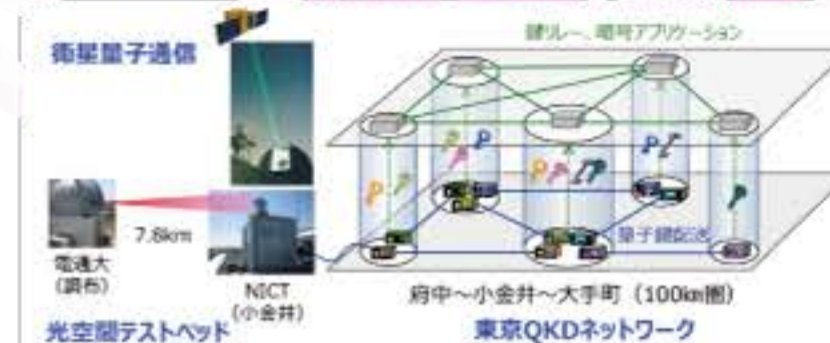 衛星量子通信
鍵リレー、暗号アプリケーション
7.8km
電通大
(調布)
NICT
(小金井)
量子鍵配送
府中～小金井～大手町（100km圏）
光空間テストベッド
東京QKDネットワーク